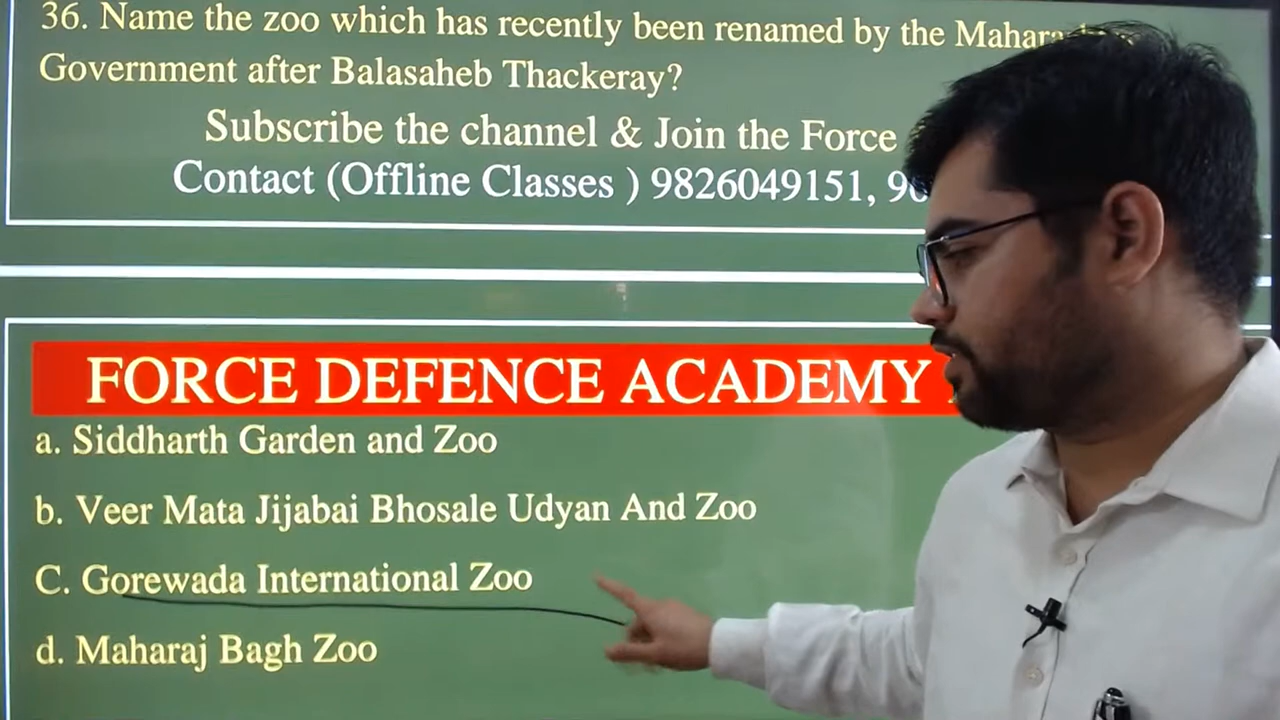 36. Name the zoo which has recently been renamed by the
Government after Balasaheb Thackeray?
Subscribe the channel & Join the Force
Contact (Offline Classes ) 9826049151,
FORCE DEFENCE ACADEMY
a. Siddharth Garden and Zoo
b. Veer Mata Jijabai Bhosale Udyan And Zoo
C. Gorewada International Zoo
d. Maharaj Bagh Zoo